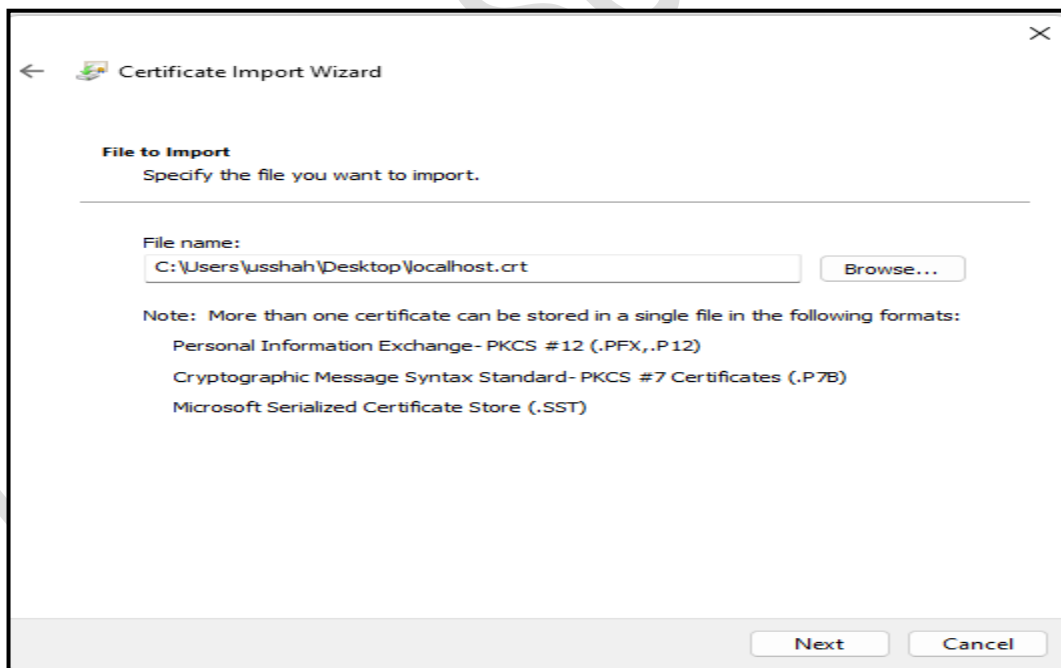 Certificate Import Wizard
File to Import
Specify the file you want to import.
File name:
C:\Users\usshah\Desktop\localhost.crt
Browse...
Note: More than one certificate can be stored in a single file in the following formats:
Personal Information Exchange- PKCS #12 (.PFX,.P12)
Cryptographic Message Syntax Standard- PKCS #7 Certificates (.P7B)
Microsoft Serialized Certificate Store (.SST)
Next
Cancel